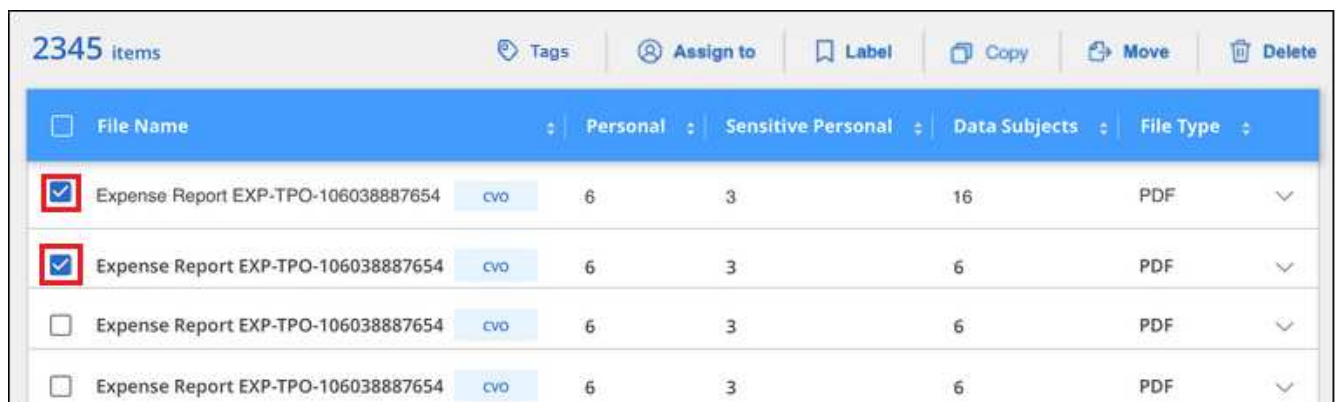 2345 items Tags Assign to Label Copy Move Delete
File Name Personal Sensitive Personal Data Subjects File Type
Expense Report EXP-TPO-106038887654 CVO 6 3 16 PDF
Expense Report EXP-TPO-106038887654 CVO 6 3 6 PDF
Expense Report EXP-TPO-106038887654 CVO 6 3 6 PDF
Expense Report EXP-TPO-106038887654 CVO 6 3 6 PDF